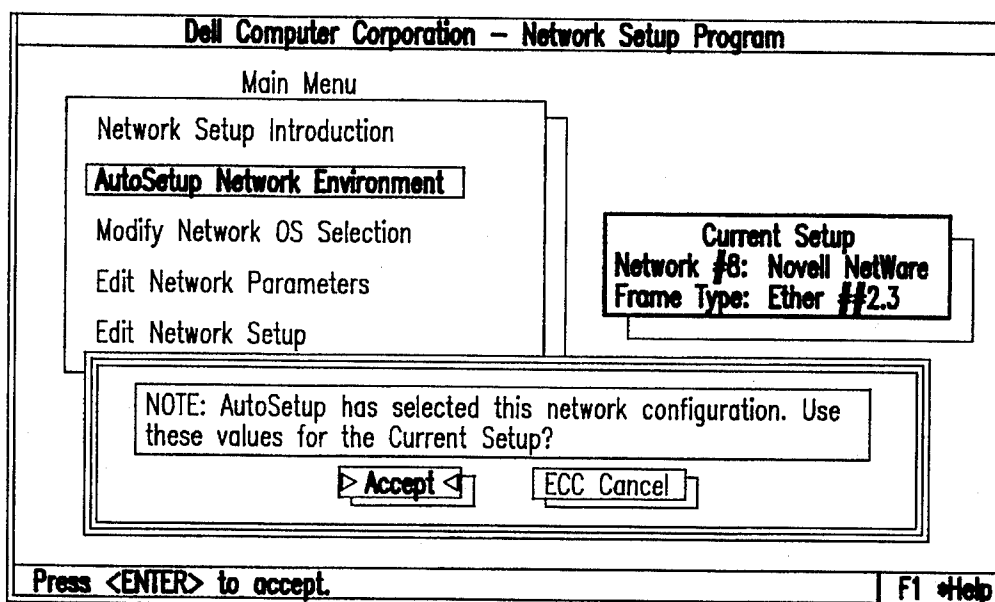 Dell Computer Corporation – Network Setup Program
Main Menu
Network Setup Introduction
AutoSetup Network Environment
Modify Network OS Selection
Edit Network Parameters
Edit Network Setup
Current Setup
Network #8: Novell NetWare
Frame Type: Ether ##2.3
NOTE: AutoSetup has selected this network configuration. Use
these values for the Current Setup?
▷ Accept ◁
ECC Cancel
Press <ENTER> to accept.
F1 *Help